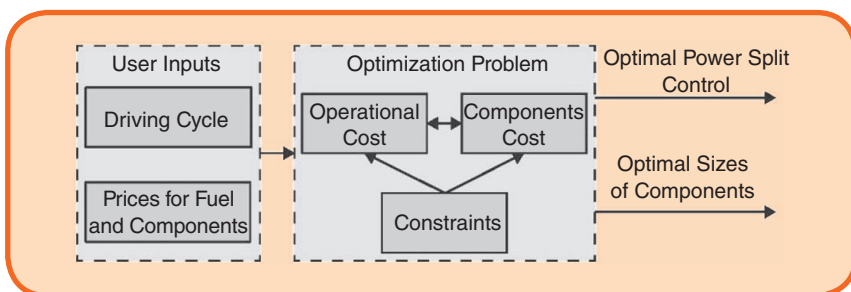 User Inputs
Driving Cycle
Prices for Fuel
and Components
Optimization Problem
Operational
Cost
Components
Cost
Constraints
Optimal Power Split
Control
Optimal Sizes
of Components